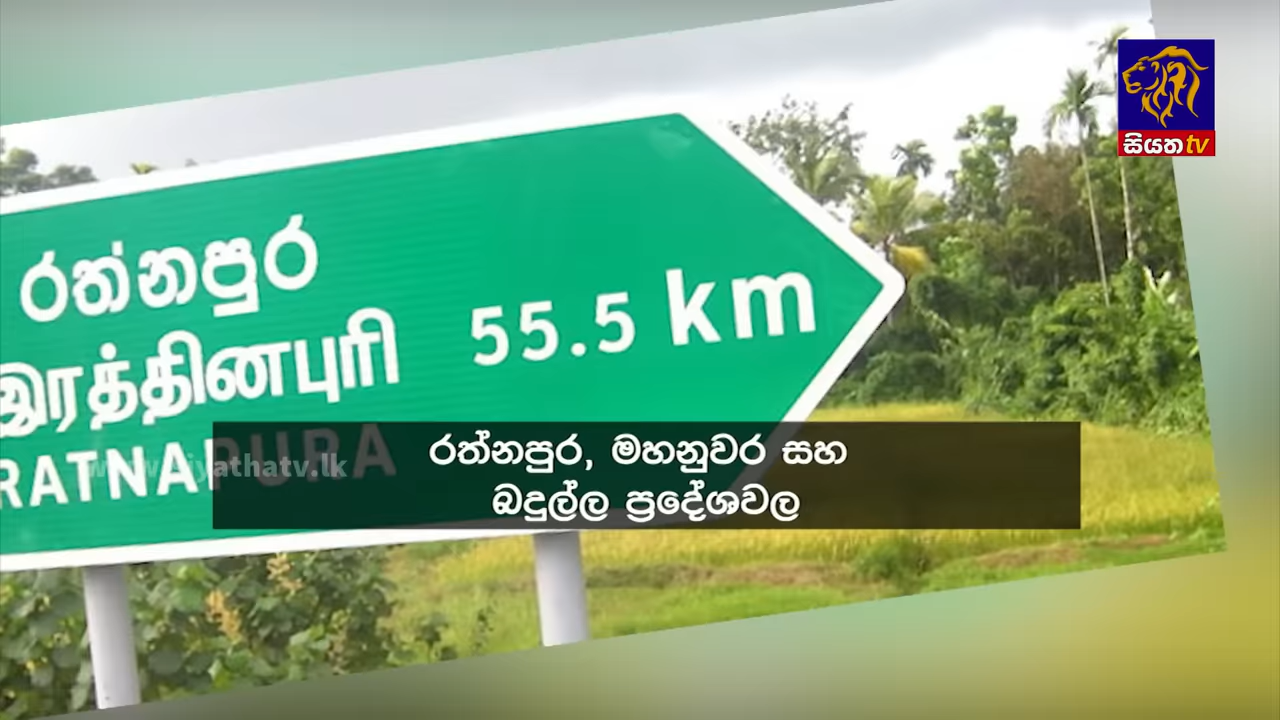 සියත tv
රත්නපුර
இரத்தினபுரி 55.5 km
RATNAPURA
www.siyathatv.lk
රත්නපුර, මහනුවර සහ
බදුල්ල ප්‍රදේශවල